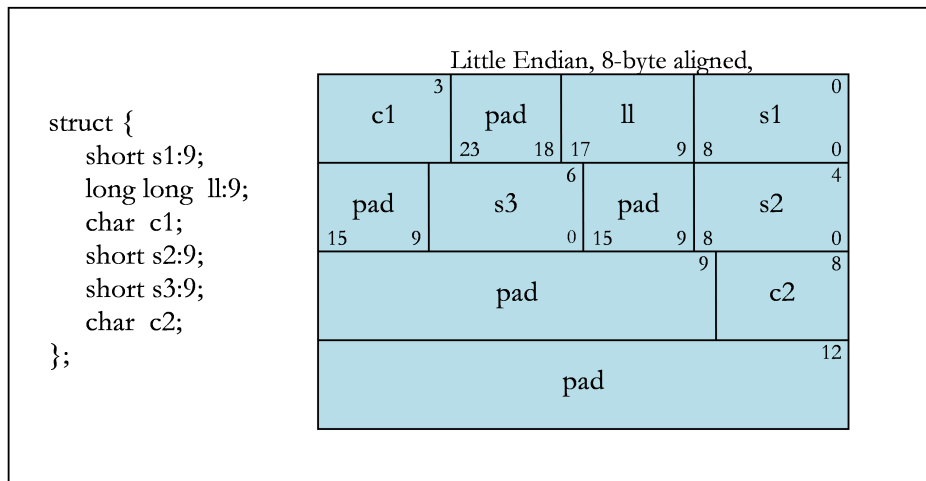 Little Endian, 8-byte aligned,
struct {
short s1:9;
long long ll:9;
char c1;
short s2:9;
short s3:9;
char c2;
};
3 0
c1 pad ll s1
23 18 17 9 8 0
6 4
pad s3 pad s2
15 9 0 15 9 8 0
9 8
pad c2
12
pad